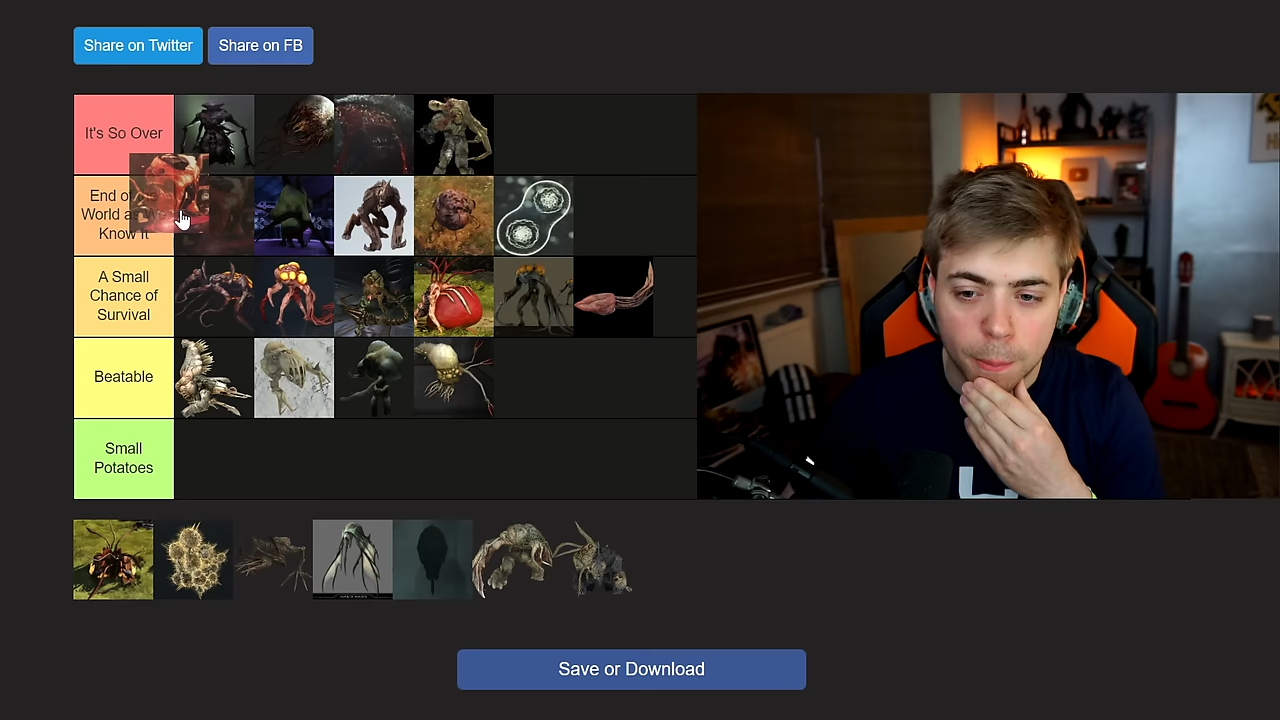 Share on Twitter
Share on FB
It's So Over
End of
World as We
Know It
A Small
Chance of
Survival
Beatable
Small
Potatoes
Save or Download